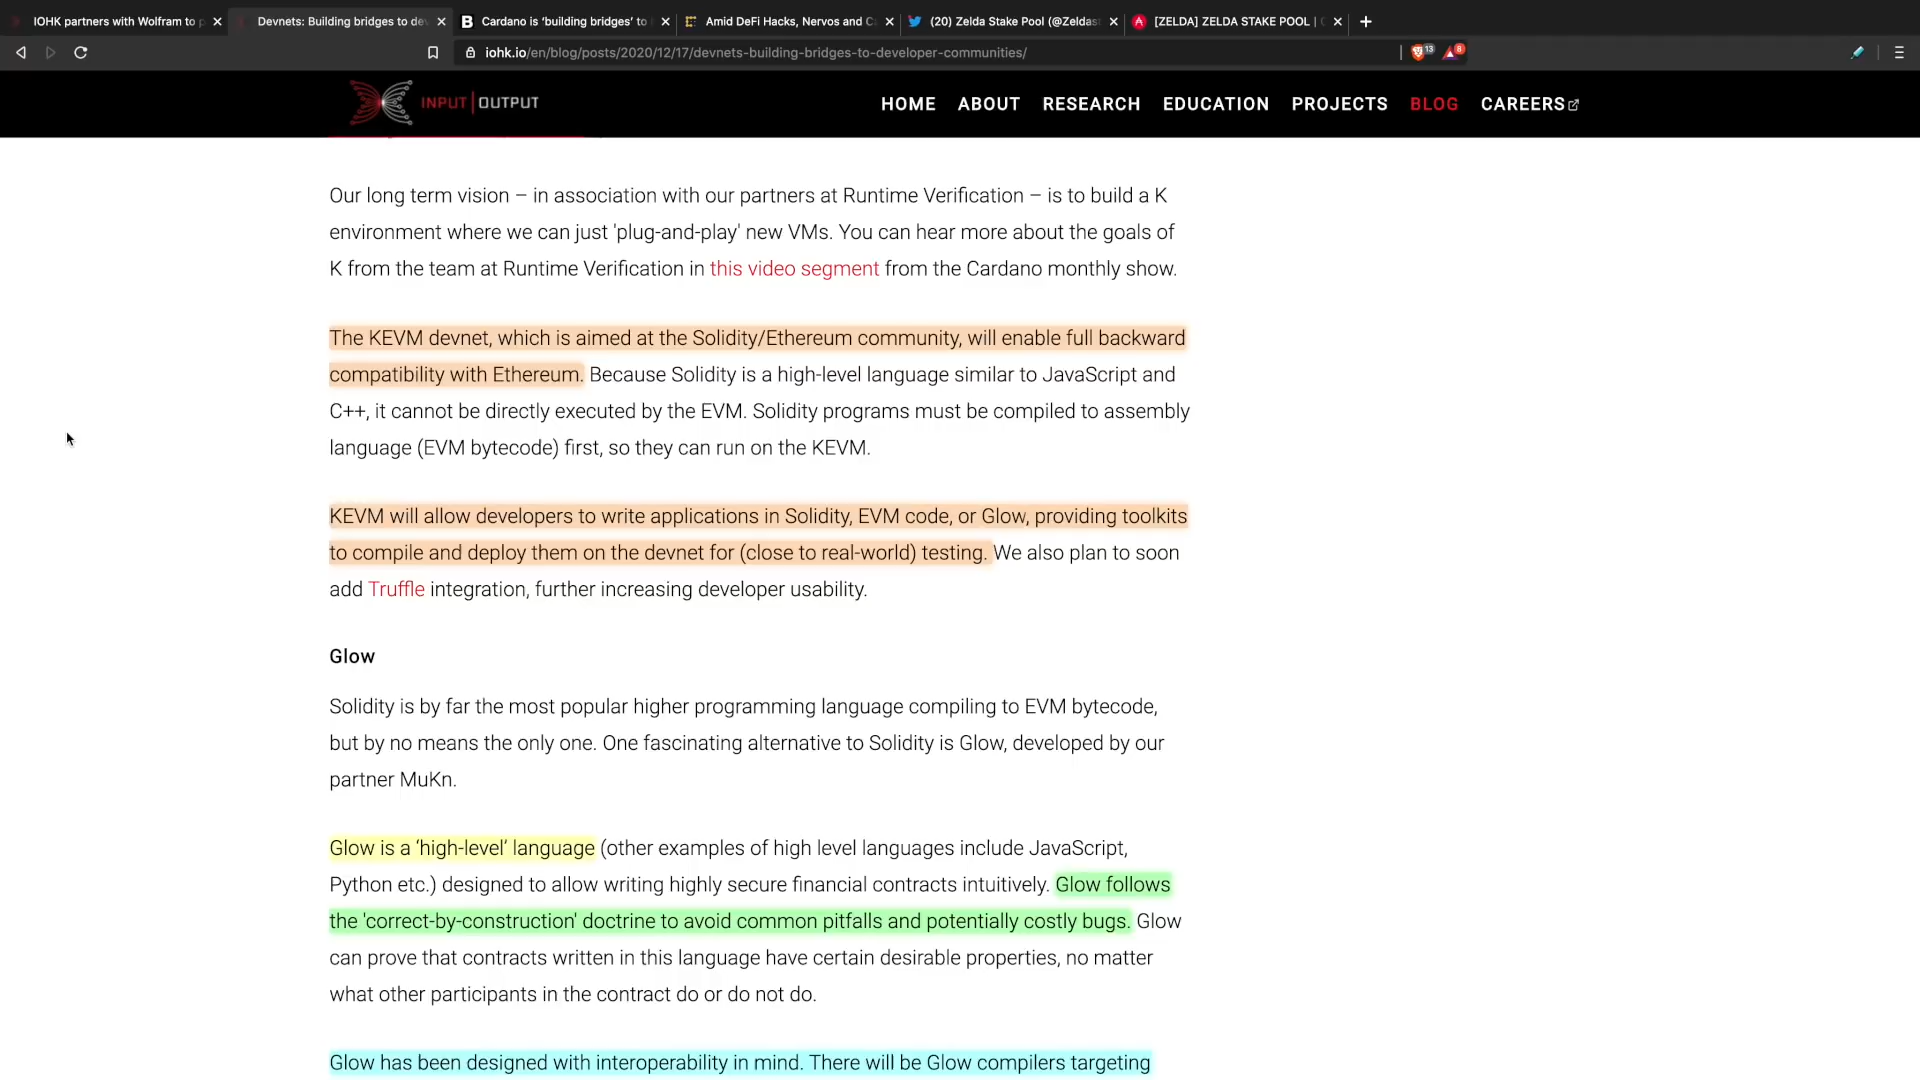 IOHK partners with Wolfram to p
Devnets: Building bridges to dev
Cardano is ‘building bridges’ to
Amid DeFi Hacks, Nervos and C
(20) Zelda Stake Pool (@Zeldast
[ZELDA] ZELDA STAKE POOL |
iohk.io/en/blog/posts/2020/12/17/devnets-building-bridges-to-developer-communities/
13
8
INPUT | OUTPUT
HOME ABOUT RESEARCH EDUCATION PROJECTS BLOG CAREERS
Our long term vision – in association with our partners at Runtime Verification – is to build a K
environment where we can just 'plug-and-play' new VMs. You can hear more about the goals of
K from the team at Runtime Verification in this video segment from the Cardano monthly show.
The KEVM devnet, which is aimed at the Solidity/Ethereum community, will enable full backward
compatibility with Ethereum. Because Solidity is a high-level language similar to JavaScript and
C++, it cannot be directly executed by the EVM. Solidity programs must be compiled to assembly
language (EVM bytecode) first, so they can run on the KEVM.
KEVM will allow developers to write applications in Solidity, EVM code, or Glow, providing toolkits
to compile and deploy them on the devnet for (close to real-world) testing. We also plan to soon
add Truffle integration, further increasing developer usability.
Glow
Solidity is by far the most popular higher programming language compiling to EVM bytecode,
but by no means the only one. One fascinating alternative to Solidity is Glow, developed by our
partner MuKn.
Glow is a ‘high-level’ language (other examples of high level languages include JavaScript,
Python etc.) designed to allow writing highly secure financial contracts intuitively. Glow follows
the 'correct-by-construction' doctrine to avoid common pitfalls and potentially costly bugs. Glow
can prove that contracts written in this language have certain desirable properties, no matter
what other participants in the contract do or do not do.
Glow has been designed with interoperability in mind. There will be Glow compilers targeting